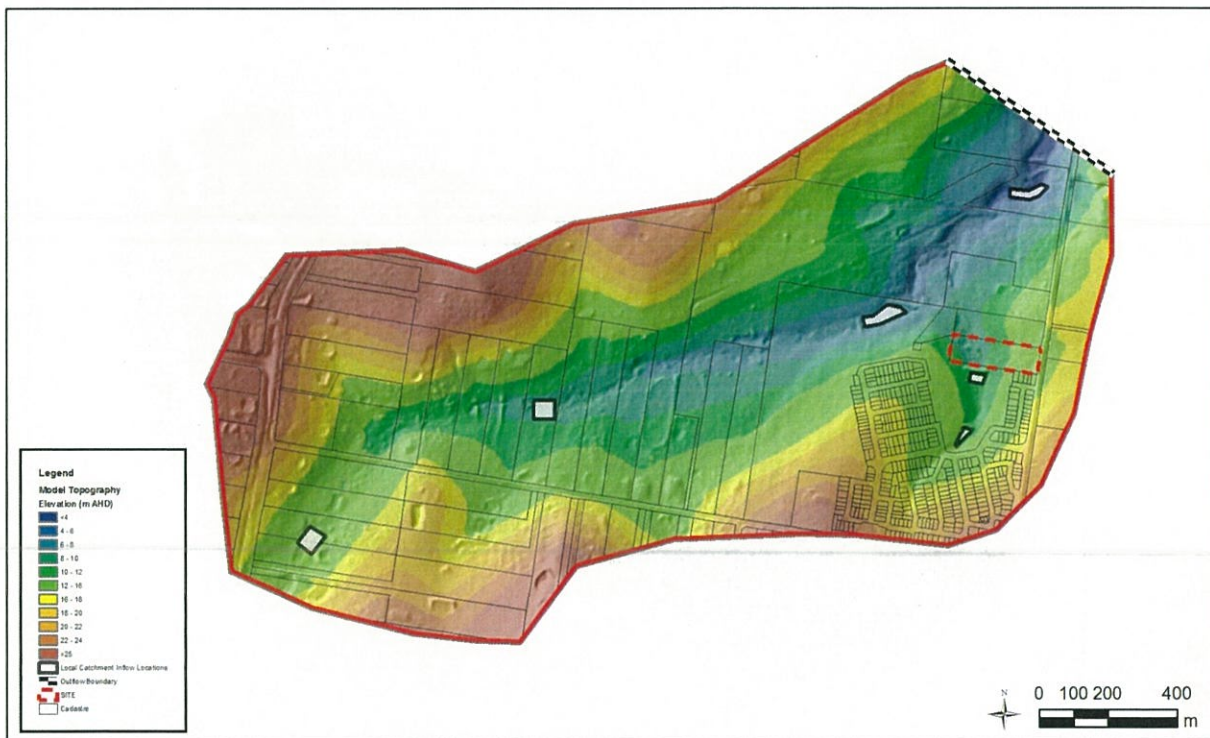 Legend
Model Topography
Elevation (m AHD)
<4
4 - 6
6 - 8
8 - 10
10 - 12
12 - 16
16 - 18
18 - 20
20 - 22
22 - 24
>25
Local Catchment Inflow Locations
Outflow Boundary
SITE
Cadastre
N
0 100 200 400
m